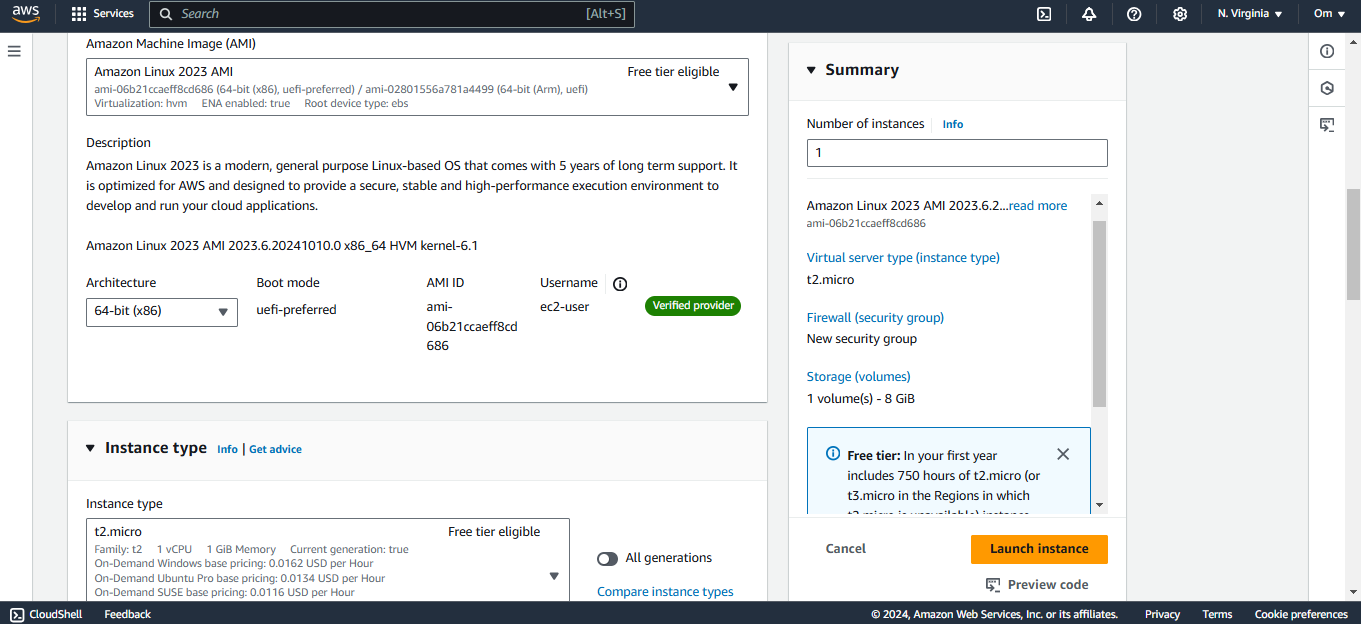 aws
Services
Search
[Alt+S]
N. Virginia
Om
Amazon Machine Image (AMI)
Amazon Linux 2023 AMI
Free tier eligible
ami-06b21ccaeff8cd686 (64-bit (x86), uefi-preferred) / ami-02801556a781a4499 (64-bit (Arm), uefi)
Virtualization: hvm ENA enabled: true Root device type: ebs
Description
Amazon Linux 2023 is a modern, general purpose Linux-based OS that comes with 5 years of long term support. It
is optimized for AWS and designed to provide a secure, stable and high-performance execution environment to
develop and run your cloud applications.
Amazon Linux 2023 AMI 2023.6.20241010.0 x86_64 HVM kernel-6.1
Architecture
Boot mode
AMI ID
Username
64-bit (x86)
uefi-preferred
ami-
06b21ccaeff8cd
686
ec2-user
Verified provider
Instance type
Info
Get advice
Instance type
t2.micro
Free tier eligible
Family: t2 1 vCPU 1 GiB Memory Current generation: true
On-Demand Windows base pricing: 0.0162 USD per Hour
On-Demand Ubuntu Pro base pricing: 0.0134 USD per Hour
On-Demand SUSE base pricing: 0.0116 USD per Hour
All generations
Compare instance types
Summary
Number of instances
Info
1
Amazon Linux 2023 AMI 2023.6.2...read more
ami-06b21ccaeff8cd686
Virtual server type (instance type)
t2.micro
Firewall (security group)
New security group
Storage (volumes)
1 volume(s) - 8 GiB
Free tier: In your first year
includes 750 hours of t2.micro (or
t3.micro in the Regions in which
t2.micro is unavailable) instance
Cancel
Launch instance
Preview code
CloudShell
Feedback
© 2024, Amazon Web Services, Inc. or its affiliates.
Privacy
Terms
Cookie preferences